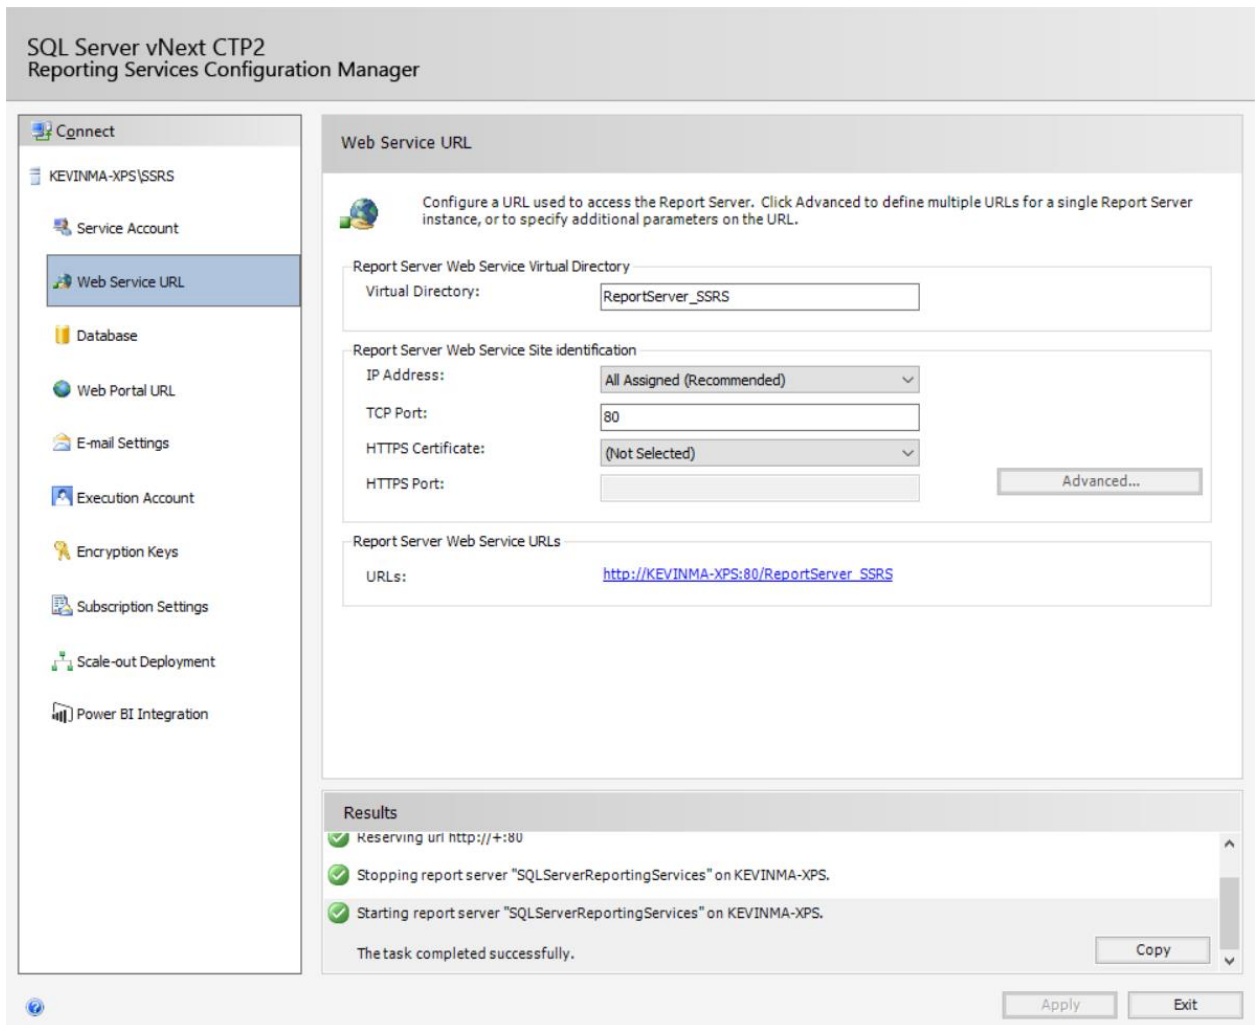 SQL Server vNext CTP2
Reporting Services Configuration Manager
Connect
KEVINMA-XPS\SSRS
Service Account
Web Service URL
Database
Web Portal URL
E-mail Settings
Execution Account
Encryption Keys
Subscription Settings
Scale-out Deployment
Power BI Integration
Web Service URL
Configure a URL used to access the Report Server. Click Advanced to define multiple URLs for a single Report Server
instance, or to specify additional parameters on the URL.
Report Server Web Service Virtual Directory
Virtual Directory: ReportServer_SSRS
Report Server Web Service Site identification
IP Address: All Assigned (Recommended)
TCP Port: 80
HTTPS Certificate: (Not Selected)
HTTPS Port:
Advanced...
Report Server Web Service URLs
URLs: http://KEVINMA-XPS:80/ReportServer_SSRS
Results
Reserving url http://+:80
Stopping report server "SQLServerReportingServices" on KEVINMA-XPS.
Starting report server "SQLServerReportingServices" on KEVINMA-XPS.
The task completed successfully.
Copy
Apply
Exit